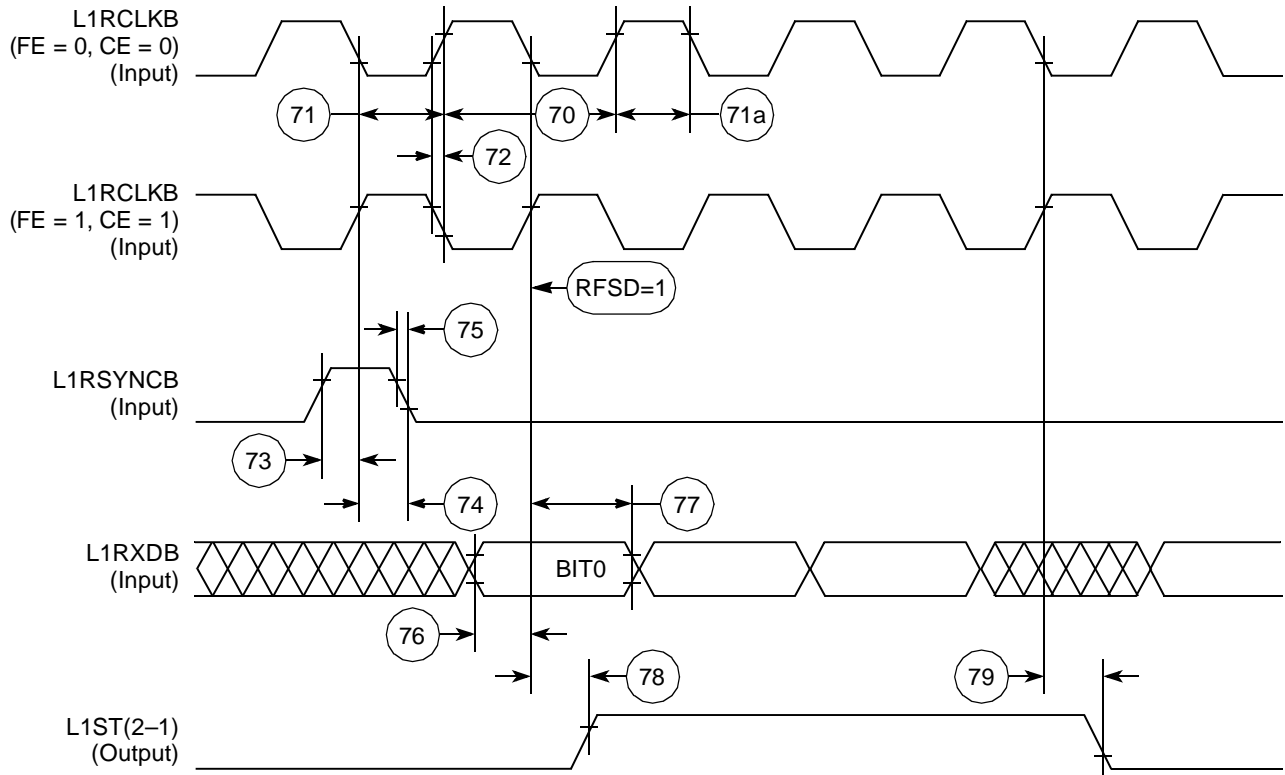 L1RCLKB
(FE = 0, CE = 0)
(Input)
71
70
71a
72
L1RCLKB
(FE = 1, CE = 1)
(Input)
RFSD=1
75
L1RSYNCB
(Input)
73
74
77
L1RXDB
(Input)
BIT0
76
78
79
L1ST(2–1)
(Output)